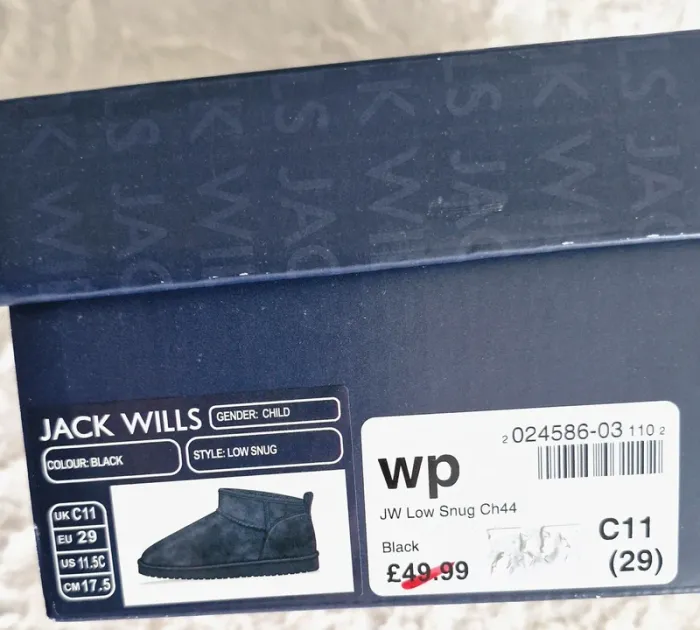 JACK WILLS
GENDER: CHILD
COLOUR: BLACK
STYLE: LOW SNUG
UK C11
EU 29
US 11.5C
CM 17.5
2 024586-03 110 2
wp
JW Low Snug Ch44
Black
£49.99
C11
(29)